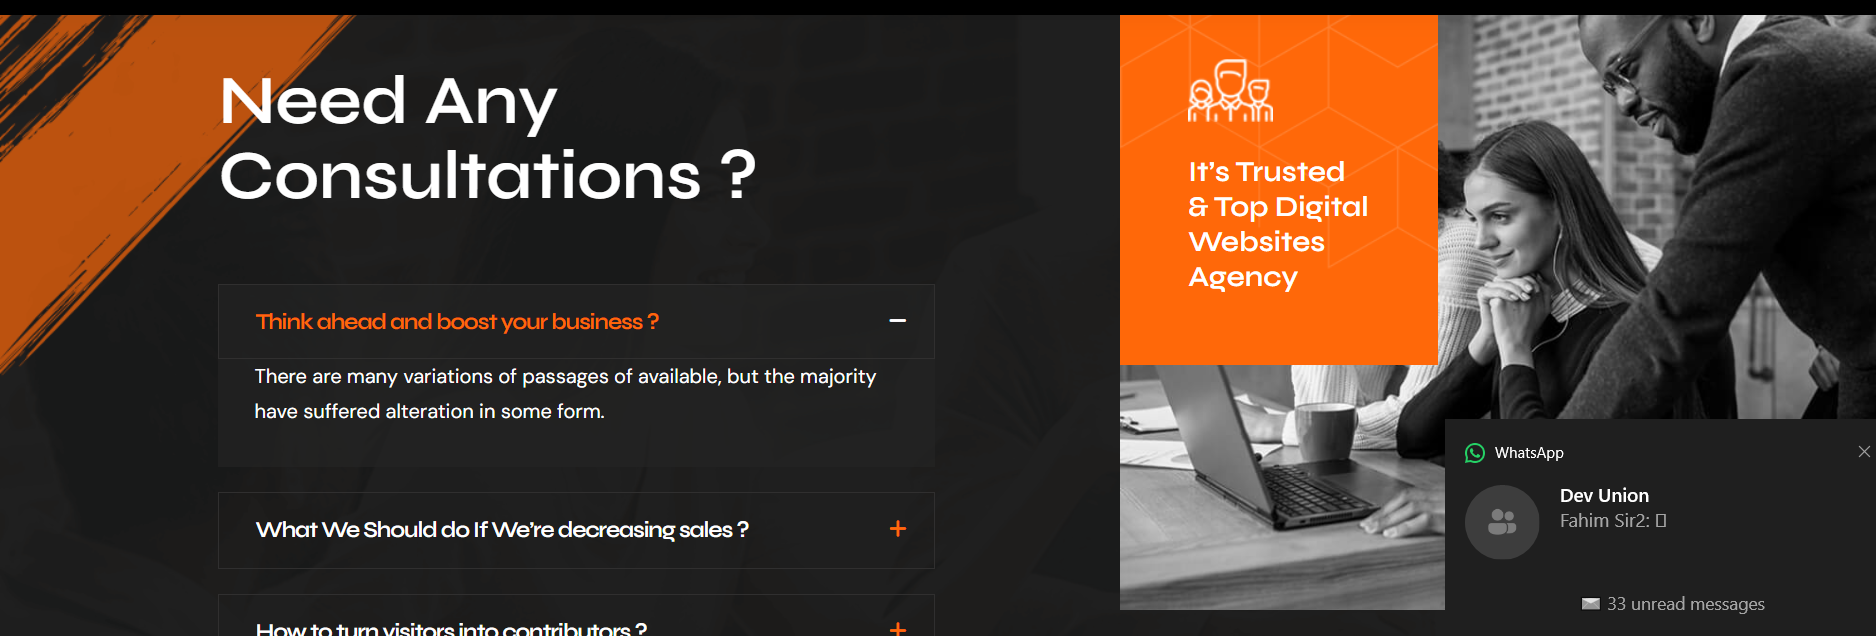 Need Any
Consultations ?
Think ahead and boost your business ?
There are many variations of passages of available, but the majority
have suffered alteration in some form.
What We Should do If We're decreasing sales ?
How to turn visitors into contributors ?
It's Trusted
& Top Digital
Websites
Agency
WhatsApp
Dev Union
Fahim Sir2: 
33 unread messages